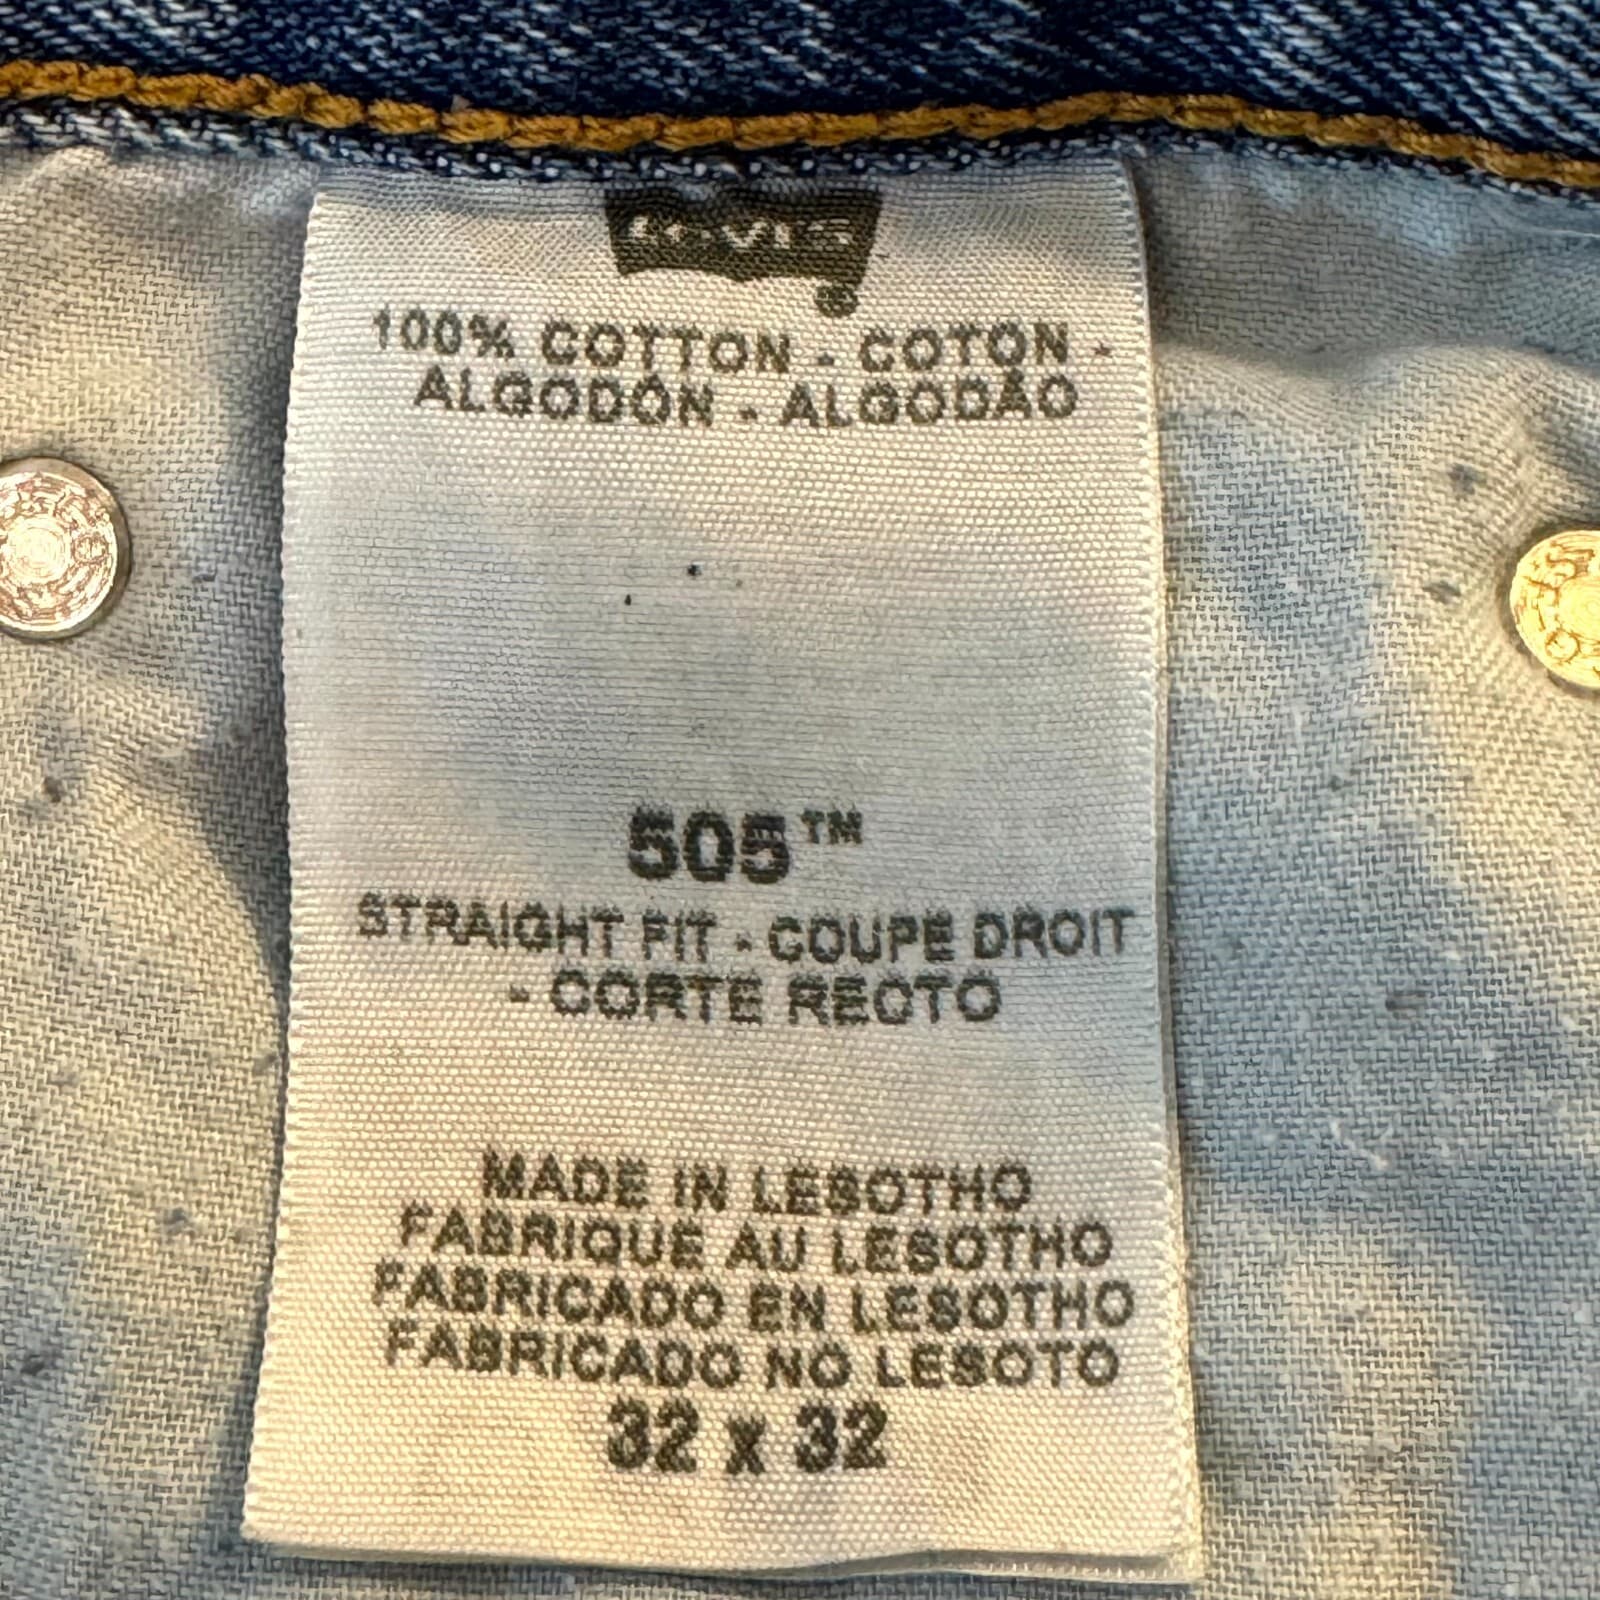 Levi's
®
100% COTTON - COTON -
ALGODÓN - ALGODÃO
505™
STRAIGHT FIT - COUPE DROIT
- CORTE RECTO
MADE IN LESOTHO
FABRIQUE AU LESOTHO
FABRICADO EN LESOTHO
FABRICADO NO LESOTO
32 x 32